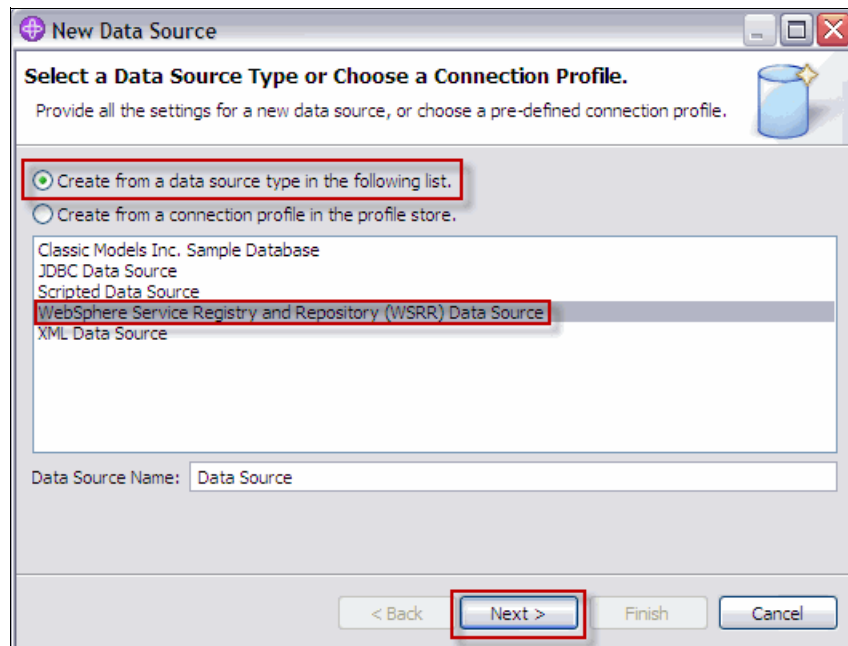 New Data Source
Select a Data Source Type or Choose a Connection Profile.
Provide all the settings for a new data source, or choose a pre-defined connection profile.
Create from a data source type in the following list.
Create from a connection profile in the profile store.
Classic Models Inc. Sample Database
JDBC Data Source
Scripted Data Source
WebSphere Service Registry and Repository (WSRR) Data Source
XML Data Source
Data Source Name: Data Source
< Back Next > Finish Cancel